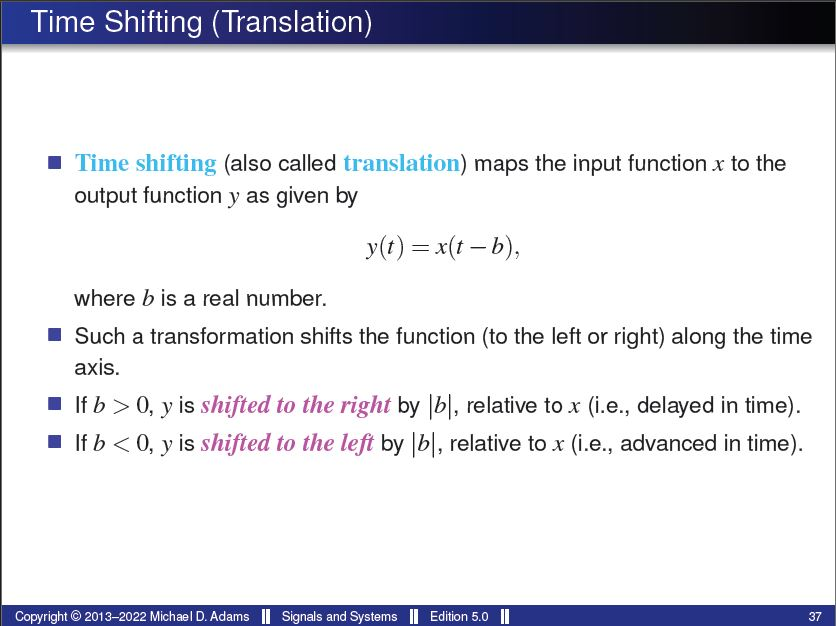 Time Shifting (Translation)
Time shifting (also called translation) maps the input function x to the
output function y as given by
y(t) = x(t − b),
where b is a real number.
Such a transformation shifts the function (to the left or right) along the time
axis.
If b > 0, y is shifted to the right by |b|, relative to x (i.e., delayed in time).
If b < 0, y is shifted to the left by |b|, relative to x (i.e., advanced in time).
Copyright © 2013–2022 Michael D. Adams Signals and Systems Edition 5.0 37